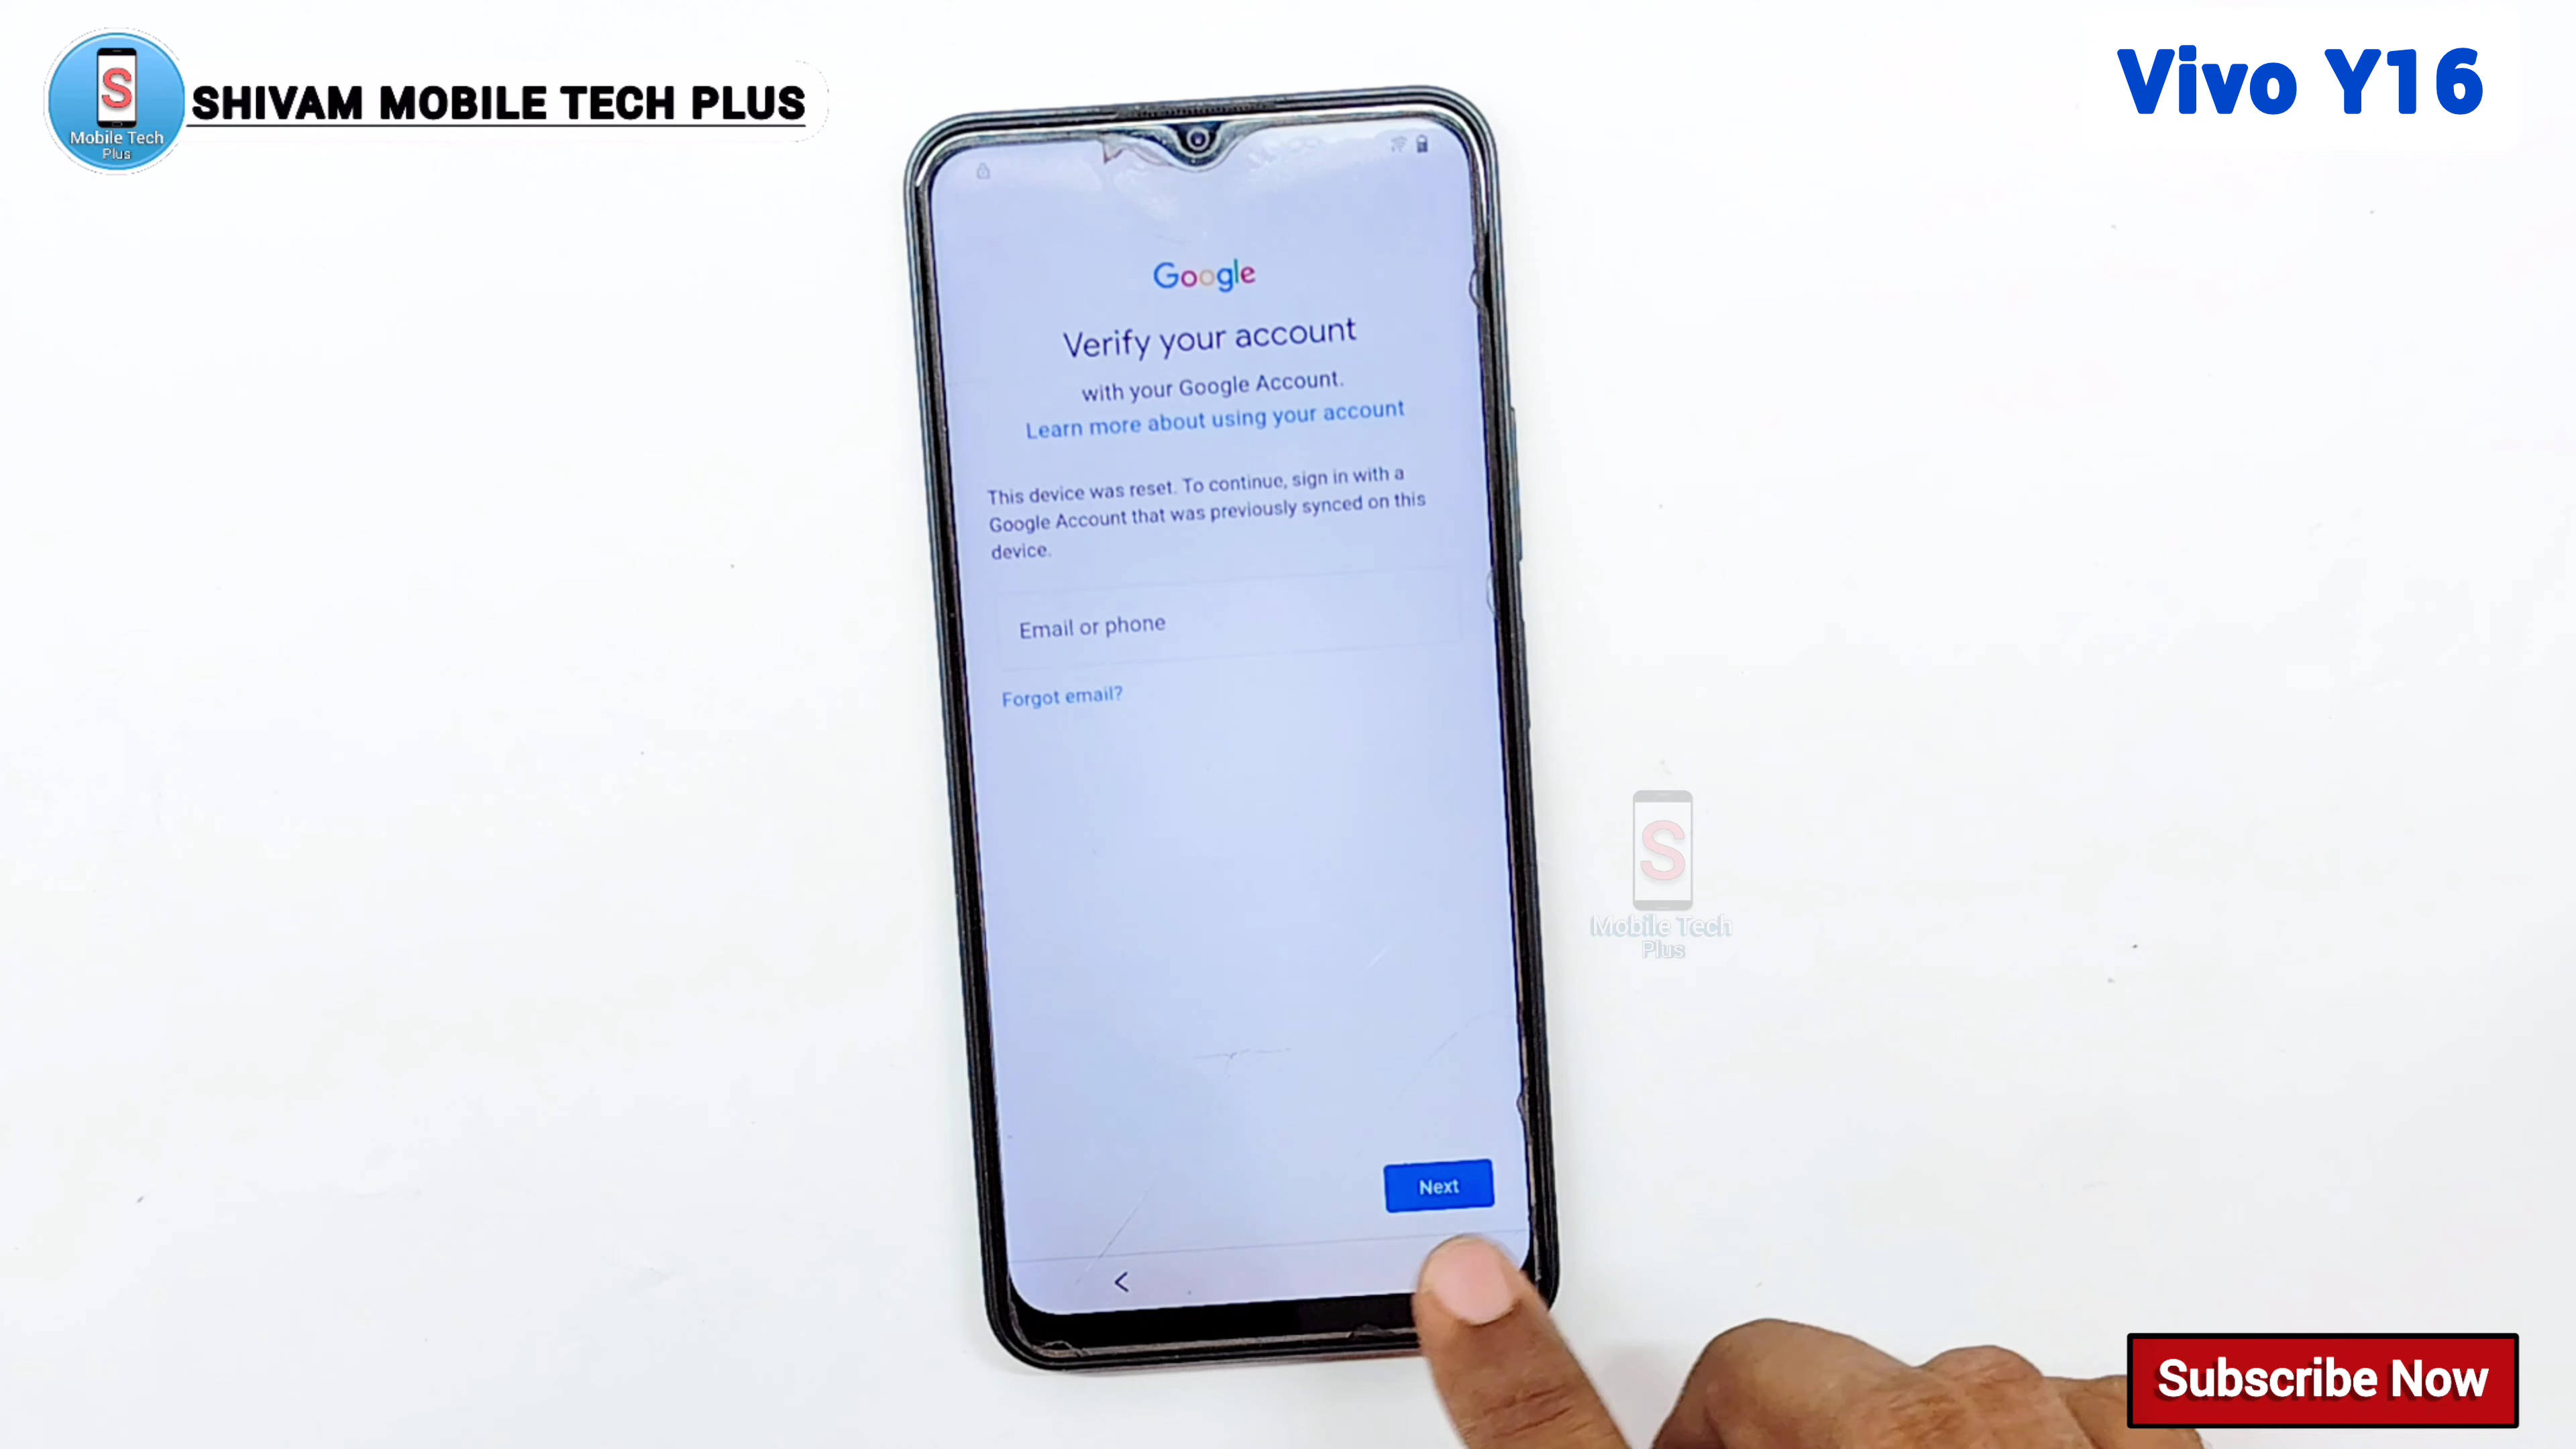 S
Mobile Tech
Plus
SHIVAM MOBILE TECH PLUS
Vivo Y16
Google
Verify your account
with your Google Account.
Learn more about using your account
This device was reset. To continue, sign in with a
Google Account that was previously synced on this
device.
Email or phone
Forgot email?
S
Mobile Tech
Plus
Next
Subscribe Now